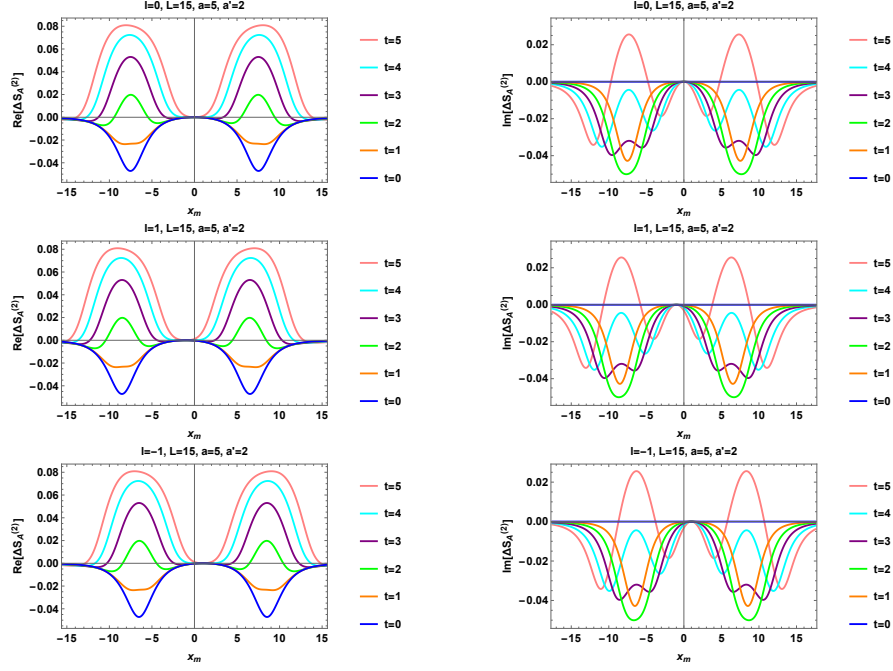 l=0, L=15, a=5, a'=2
Re[ΔS_A^(2)]
0.08
0.06
0.04
0.02
0.00
−0.02
−0.04
−15 −10 −5 0 5 10 15
x_m
t=5
t=4
t=3
t=2
t=1
t=0
l=0, L=15, a=5, a'=2
Im[ΔS_A^(2)]
0.02
0.00
−0.02
−0.04
−15 −10 −5 0 5 10 15
x_m
t=5
t=4
t=3
t=2
t=1
t=0
l=1, L=15, a=5, a'=2
Re[ΔS_A^(2)]
0.08
0.06
0.04
0.02
0.00
−0.02
−0.04
−15 −10 −5 0 5 10 15
x_m
t=5
t=4
t=3
t=2
t=1
t=0
l=1, L=15, a=5, a'=2
Im[ΔS_A^(2)]
0.02
0.00
−0.02
−0.04
−15 −10 −5 0 5 10 15
x_m
t=5
t=4
t=3
t=2
t=1
t=0
l=−1, L=15, a=5, a'=2
Re[ΔS_A^(2)]
0.08
0.06
0.04
0.02
0.00
−0.02
−0.04
−15 −10 −5 0 5 10 15
x_m
t=5
t=4
t=3
t=2
t=1
t=0
l=−1, L=15, a=5, a'=2
Im[ΔS_A^(2)]
0.02
0.00
−0.02
−0.04
−15 −10 −5 0 5 10 15
x_m
t=5
t=4
t=3
t=2
t=1
t=0